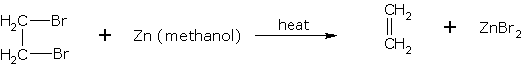 H₂C—Br
H₂C—Br
+ Zn (methanol) heat
CH₂
CH₂
+ ZnBr₂